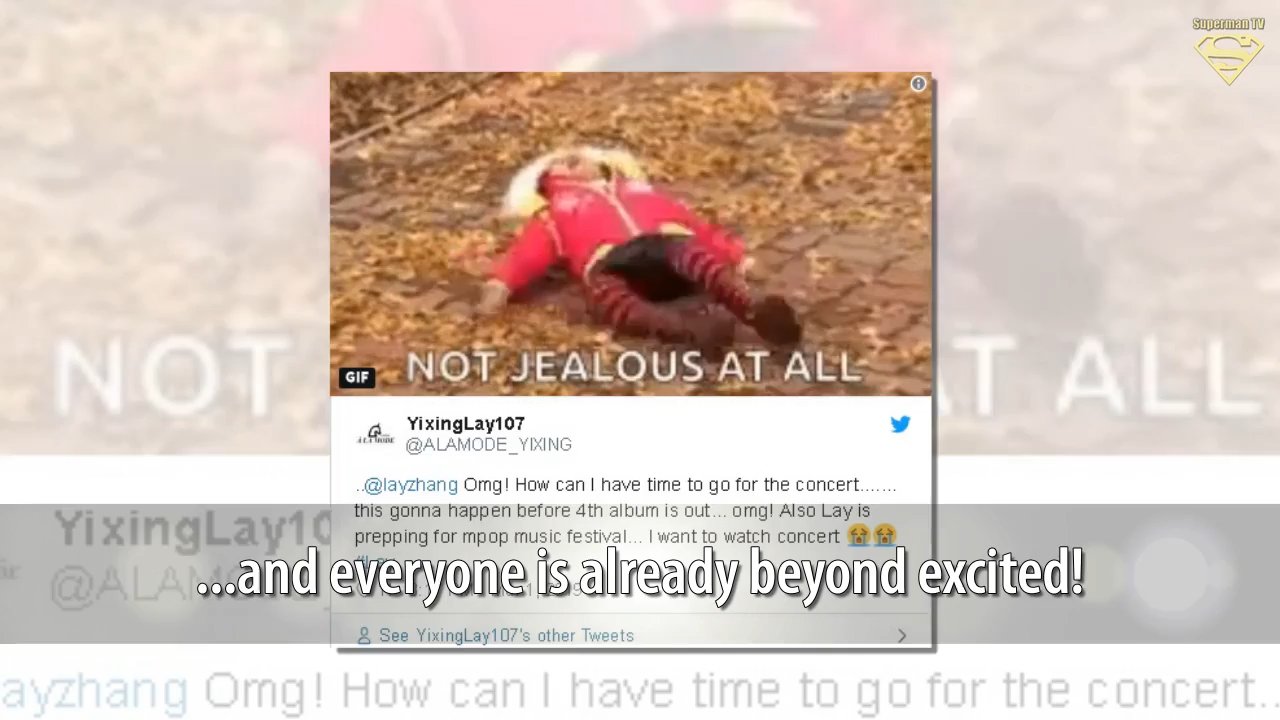 Superman TV
NOT JEALOUS AT ALL
GIF
YixingLay107
@ALAMODE_YIXING
..@layzhang Omg! How can I have time to go for the concert.......
this gonna happen before 4th album is out... omg! Also Lay is
prepping for mpop music festival... I want to watch concert 😭😭
...and everyone is already beyond excited!
See YixingLay107's other Tweets
NOT
T ALL
YixingLay10
@ALAM
ayzhang Omg! How can I have time to go for the concert..